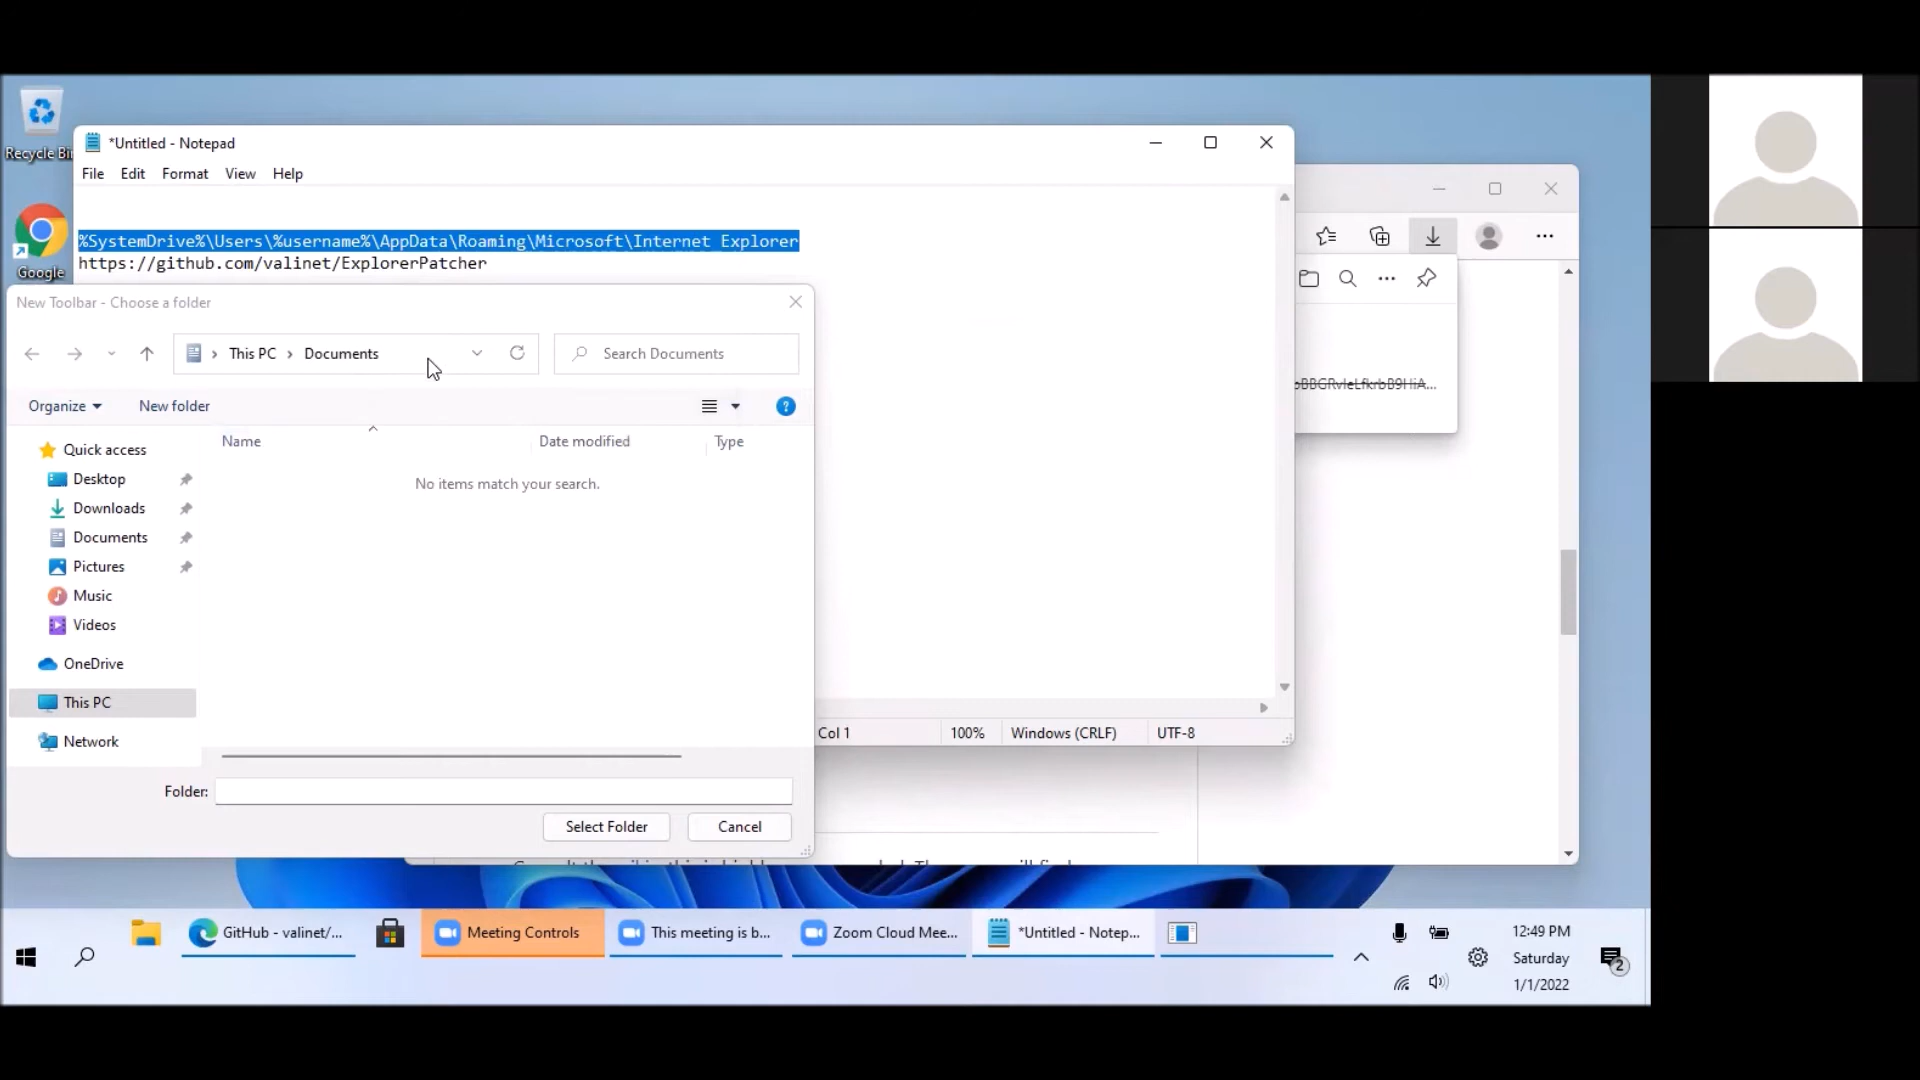 Recycle Bi
*Untitled - Notepad
File Edit Format View Help
%SystemDrive%\Users\%username%\AppData\Roaming\Microsoft\Internet Explorer
https://github.com/valinet/ExplorerPatcher
Google
New Toolbar - Choose a folder
This PC > Documents
Search Documents
Organize
New folder
Name
Date modified
Type
No items match your search.
Quick access
Desktop
Downloads
Documents
Pictures
Music
Videos
OneDrive
This PC
Network
Folder:
Select Folder
Cancel
Col 1
100%
Windows (CRLF)
UTF-8
GitHub - valinet/...
Meeting Controls
This meeting is b...
Zoom Cloud Mee...
*Untitled - Notep...
12:49 PM
Saturday
1/1/2022
2